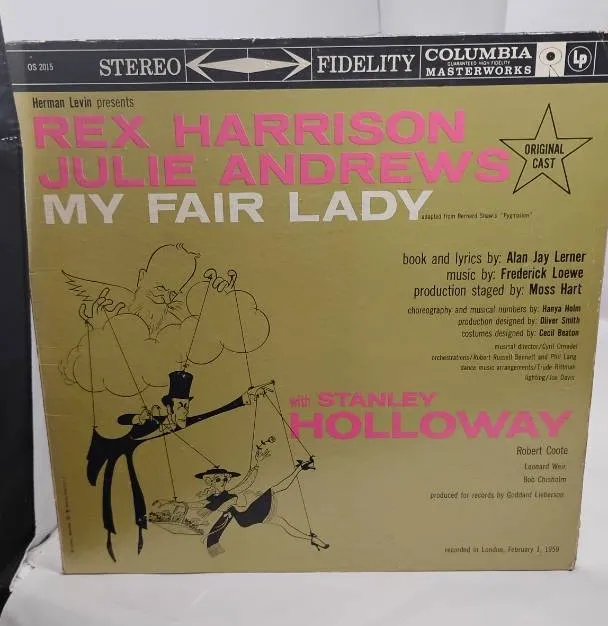 OS 2015
STEREO
FIDELITY
COLUMBIA
GUARANTEED HIGH FIDELITY
MASTERWORKS
LP
Herman Levin presents
REX HARRISON
JULIE ANDREWS
MY FAIR LADY
adapted from Bernard Shaw's "Pygmalion"
ORIGINAL
CAST
book and lyrics by: Alan Jay Lerner
music by: Frederick Loewe
production staged by: Moss Hart
choreography and musical numbers by: Hanya Holm
production designed by: Oliver Smith
costumes designed by: Cecil Beaton
musical director/Cyril Ornadel
orchestrations/Robert Russell Bennett and Phil Lang
dance music arrangements/Trude Rittman
lighting/Joe Davis
with STANLEY
HOLLOWAY
Robert Coote
Leonard Weir
Bob Chisholm
produced for records by Goddard Lieberson
recorded in London, February 1, 1959